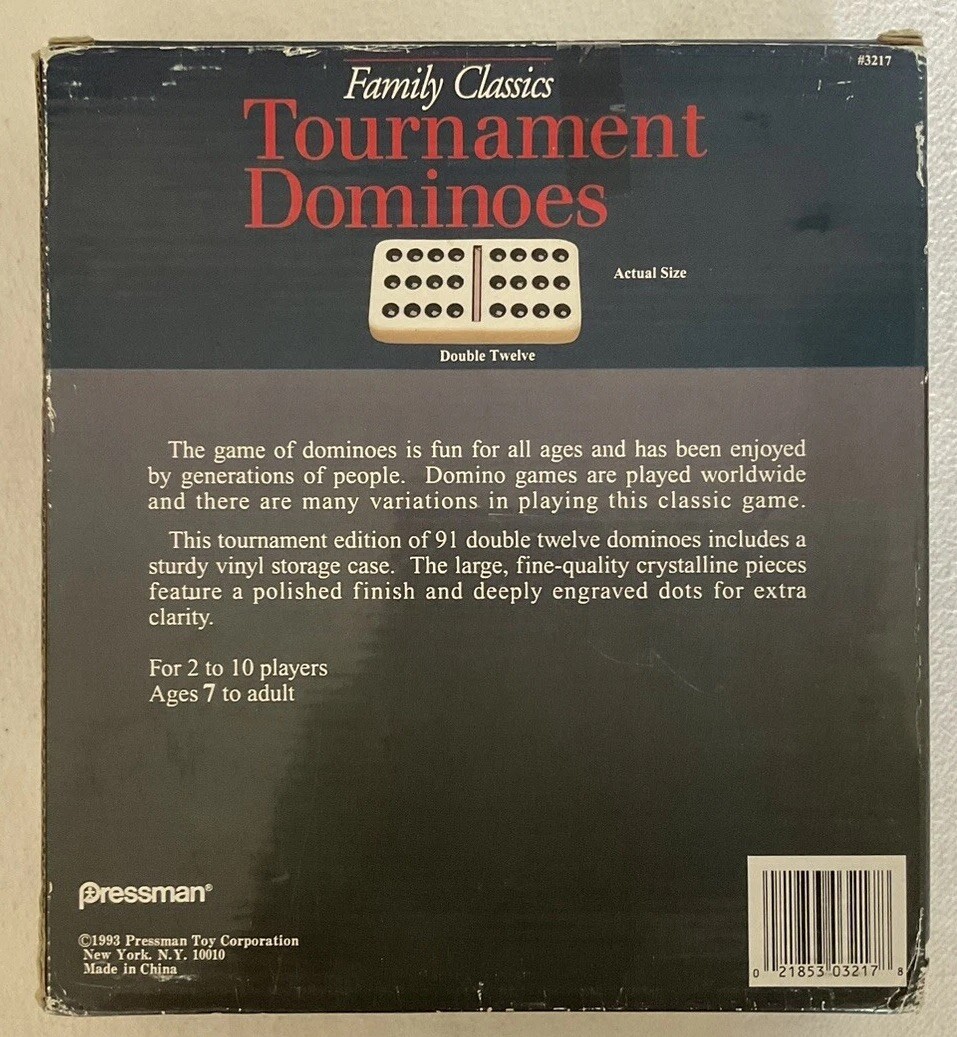 #3217
Family Classics
Tournament
Dominoes
Actual Size
Double Twelve
The game of dominoes is fun for all ages and has been enjoyed
by generations of people. Domino games are played worldwide
and there are many variations in playing this classic game.
This tournament edition of 91 double twelve dominoes includes a
sturdy vinyl storage case. The large, fine-quality crystalline pieces
feature a polished finish and deeply engraved dots for extra
clarity.
For 2 to 10 players
Ages 7 to adult
Pressman®
©1993 Pressman Toy Corporation
New York. N.Y. 10010
Made in China
0 21853 03217 8